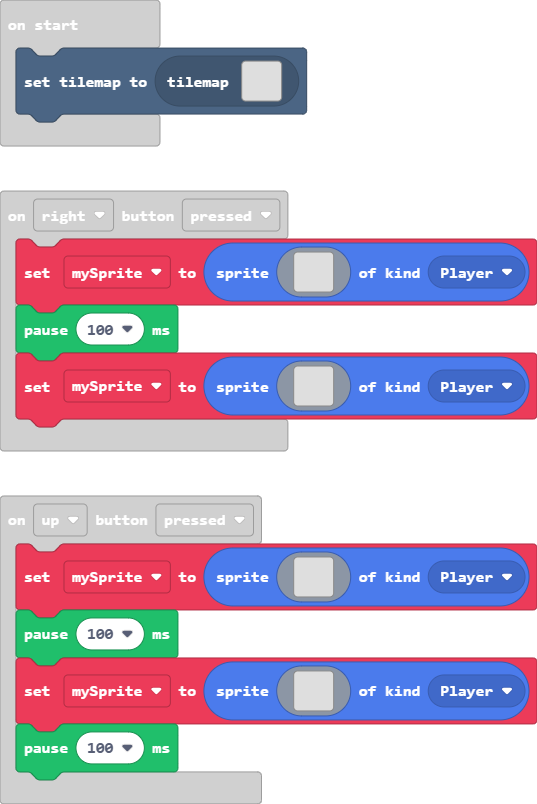 on start
set tilemap to tilemap
on right button pressed
set mySprite to sprite of kind Player
pause 100 ms
set mySprite to sprite of kind Player
on up button pressed
set mySprite to sprite of kind Player
pause 100 ms
set mySprite to sprite of kind Player
pause 100 ms